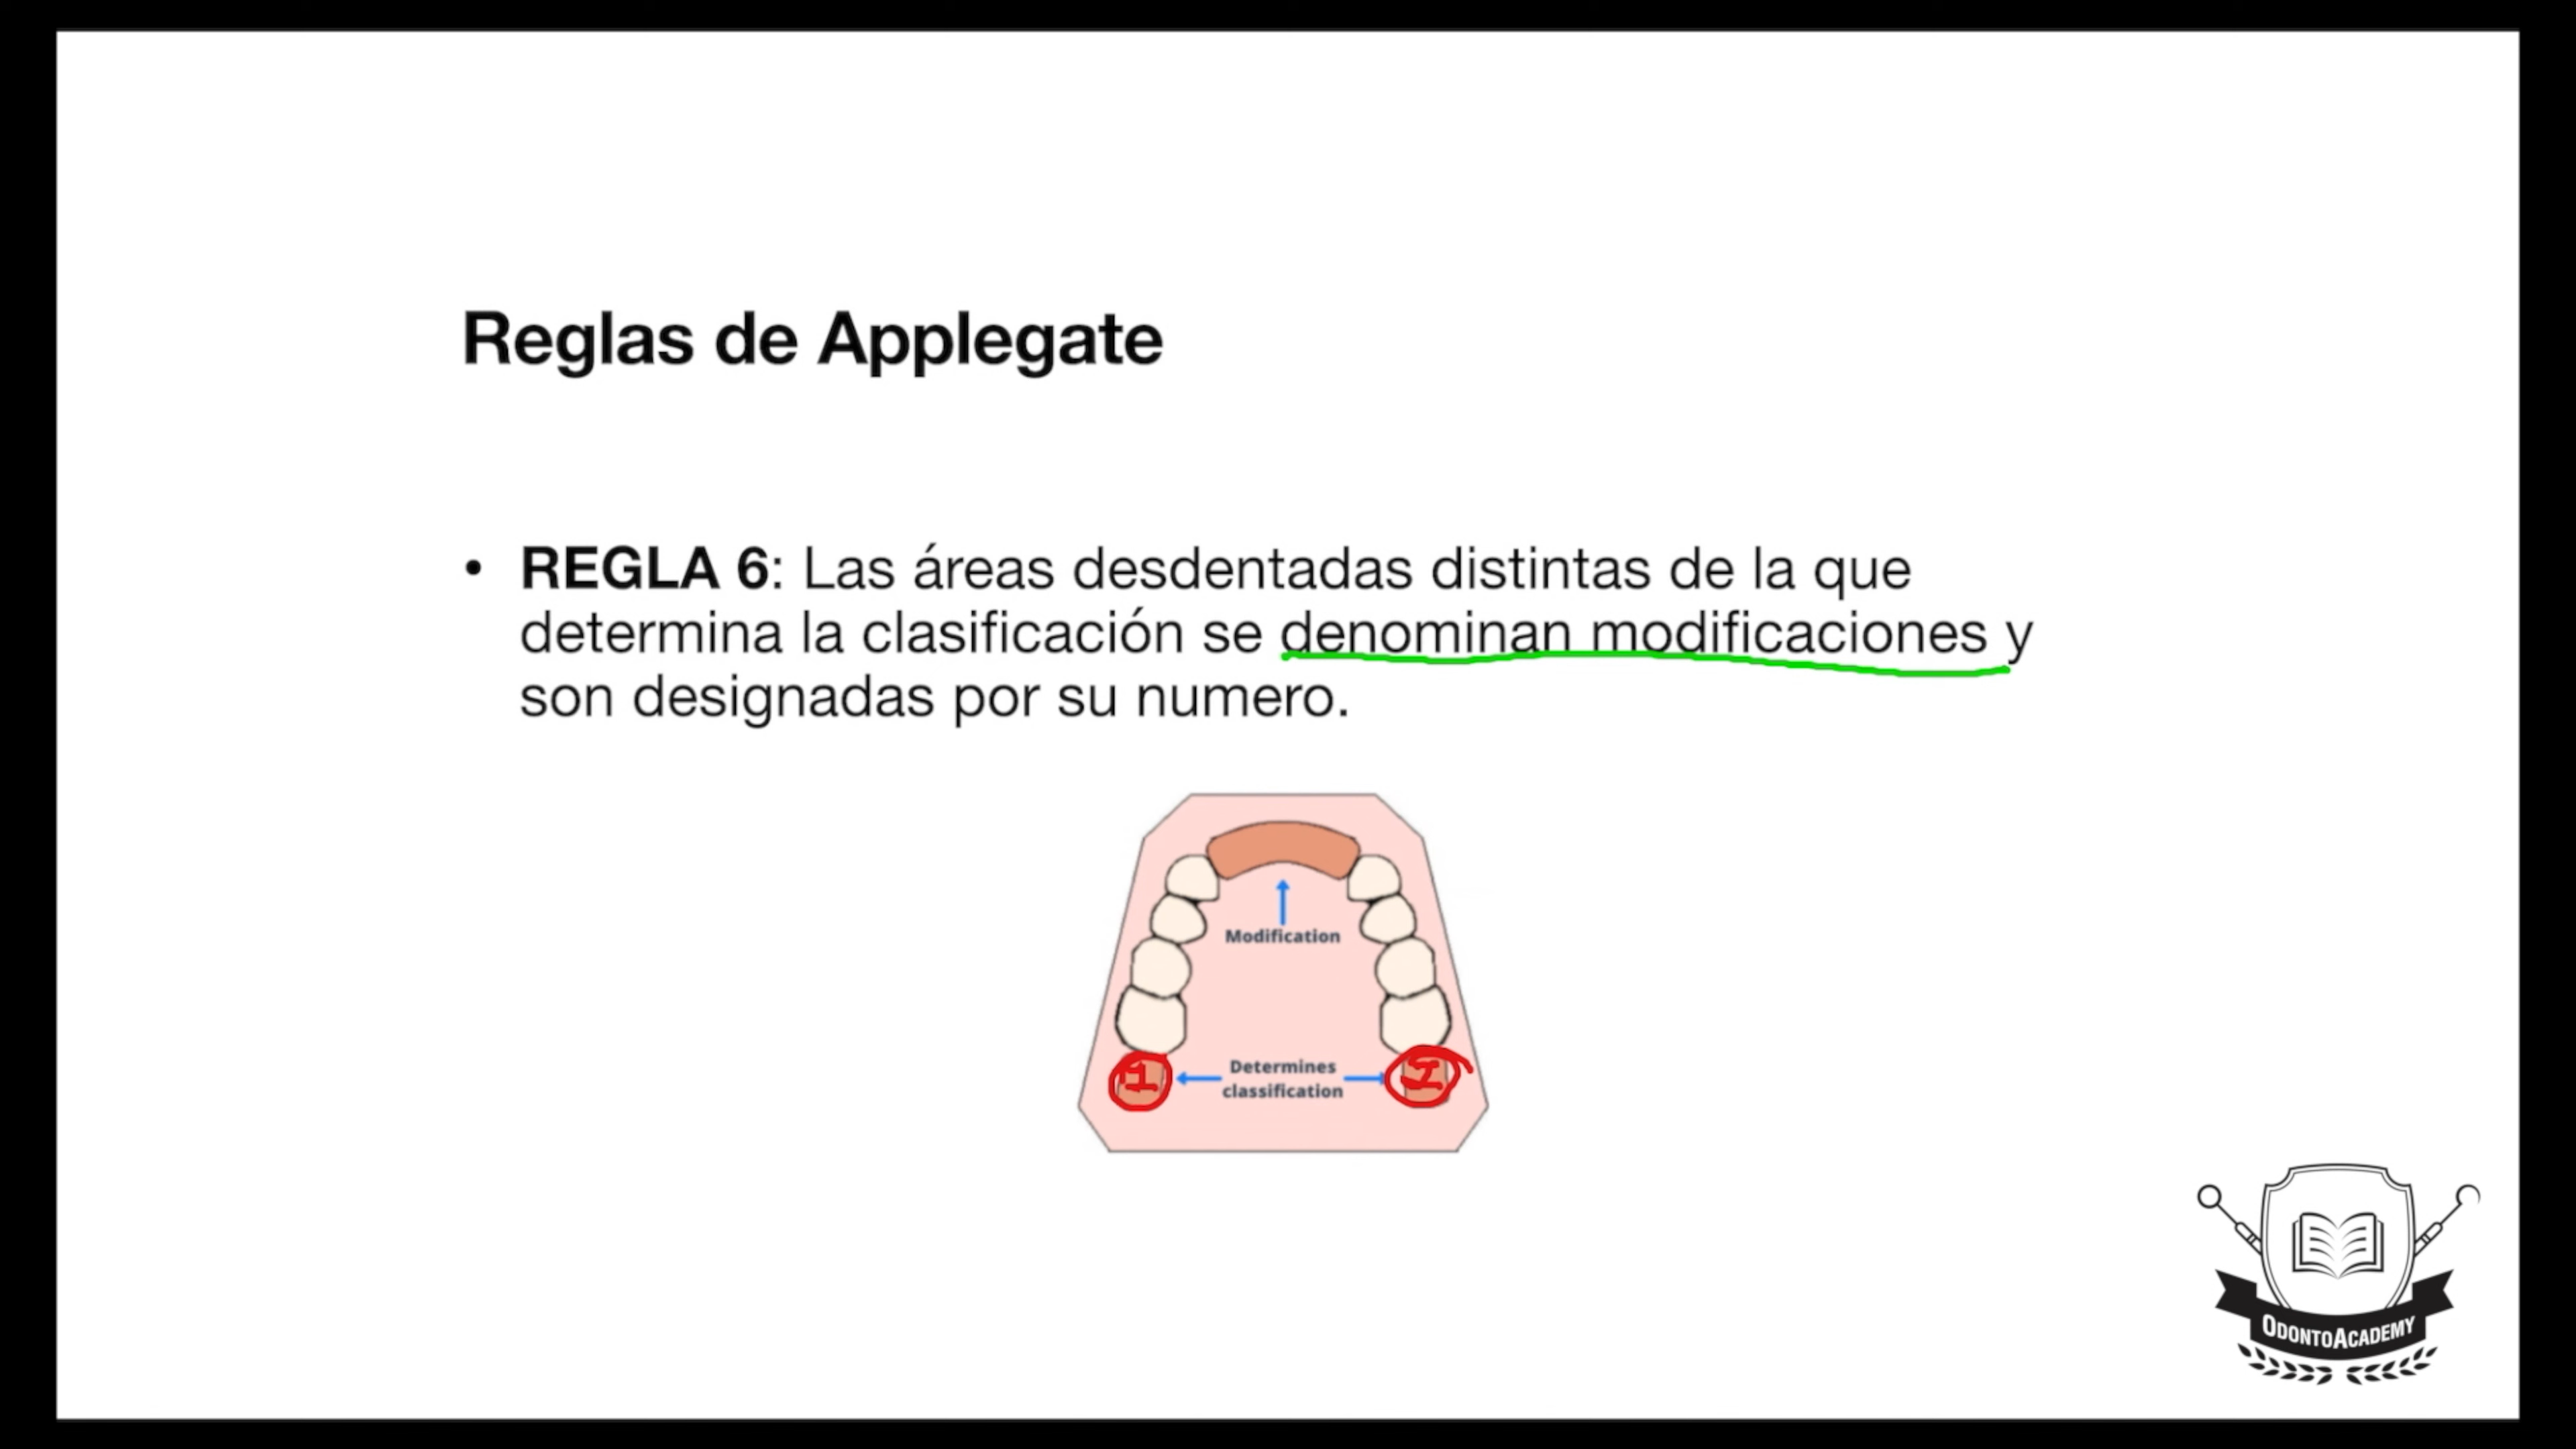 Reglas de Applegate
• REGLA 6: Las áreas desdentadas distintas de la que
determina la clasificación se denominan modificaciones y
son designadas por su numero.
Modification
Determines
classification
I
I
ODONTOACADEMY